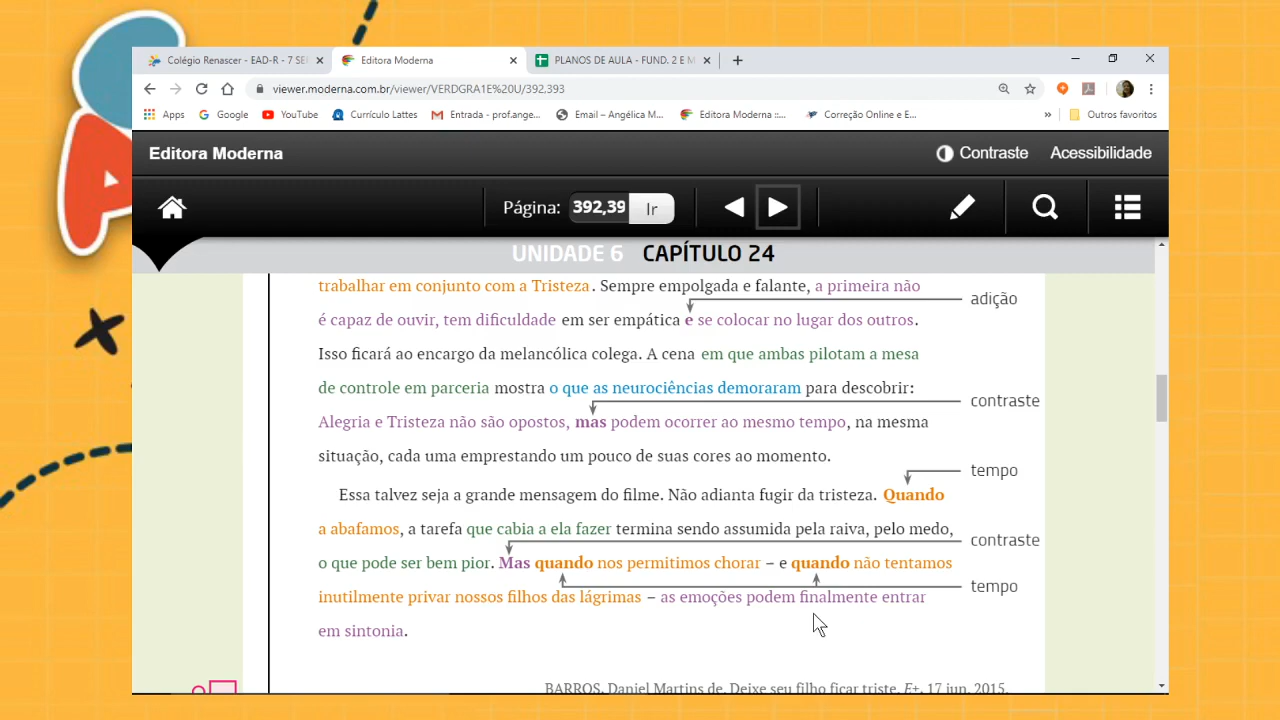 Colégio Renascer - EAD-R - 7 SE
Editora Moderna
PLANOS DE AULA - FUND. 2 E M
viewer.moderna.com.br/viewer/VERDGRA1E%20U/392,393
Apps
Google
YouTube
Currículo Lattes
Entrada - prof.ange...
Email – Angélica M...
Editora Moderna ::..
Correção Online e E...
»
Outros favoritos
Editora Moderna
Contraste
Acessibilidade
Página:
392,39
Ir
UNIDADE 6 CAPÍTULO 24
trabalhar em conjunto com a Tristeza. Sempre empolgada e falante, a primeira não
adição
é capaz de ouvir, tem dificuldade em ser empática e se colocar no lugar dos outros.
Isso ficará ao encargo da melancólica colega. A cena em que ambas pilotam a mesa
de controle em parceria mostra o que as neurociências demoraram para descobrir:
contraste
Alegria e Tristeza não são opostos, mas podem ocorrer ao mesmo tempo, na mesma
situação, cada uma emprestando um pouco de suas cores ao momento.
tempo
Essa talvez seja a grande mensagem do filme. Não adianta fugir da tristeza. Quando
a abafamos, a tarefa que cabia a ela fazer termina sendo assumida pela raiva, pelo medo,
contraste
o que pode ser bem pior. Mas quando nos permitimos chorar – e quando não tentamos
tempo
inutilmente privar nossos filhos das lágrimas – as emoções podem finalmente entrar
em sintonia.
BARROS, Daniel Martins de. Deixe seu filho ficar triste. E+, 17 jun. 2015.